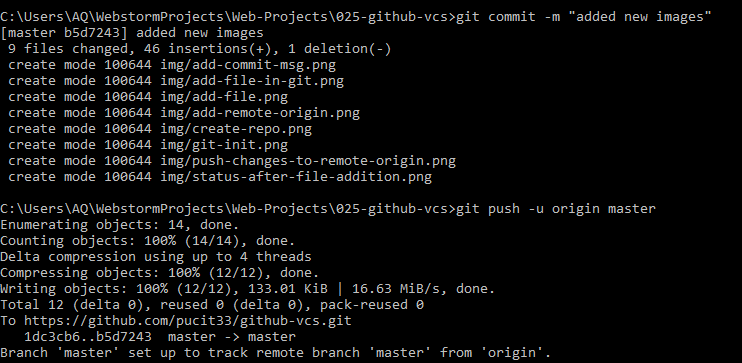 C:\Users\AQ\WebstormProjects\Web-Projects\025-github-vcs>git commit -m "added new images"
[master b5d7243] added new images
 9 files changed, 46 insertions(+), 1 deletion(-)
 create mode 100644 img/add-commit-msg.png
 create mode 100644 img/add-file-in-git.png
 create mode 100644 img/add-file.png
 create mode 100644 img/add-remote-origin.png
 create mode 100644 img/create-repo.png
 create mode 100644 img/git-init.png
 create mode 100644 img/push-changes-to-remote-origin.png
 create mode 100644 img/status-after-file-addition.png
C:\Users\AQ\WebstormProjects\Web-Projects\025-github-vcs>git push -u origin master
Enumerating objects: 14, done.
Counting objects: 100% (14/14), done.
Delta compression using up to 4 threads
Compressing objects: 100% (12/12), done.
Writing objects: 100% (12/12), 133.01 KiB | 16.63 MiB/s, done.
Total 12 (delta 0), reused 0 (delta 0), pack-reused 0
To https://github.com/pucit33/github-vcs.git
   1dc3cb6..b5d7243  master -> master
Branch 'master' set up to track remote branch 'master' from 'origin'.